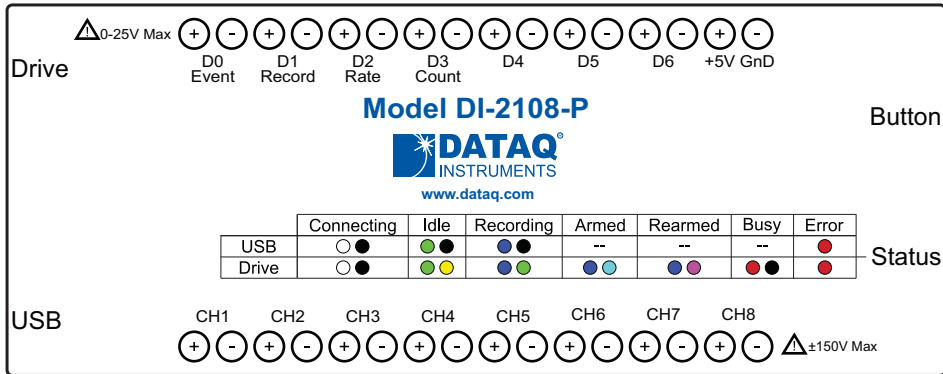 ⚠0-25V Max + - + - + - + - + - + - + - + -
Drive
D0 D1 D2 D3 D4 D5 D6 +5V GnD
Event Record Rate Count
Model DI-2108-P
Button
DATAQ®
INSTRUMENTS
www.dataq.com
Connecting Idle Recording Armed Rearmed Busy Error
USB -- -- --
Drive
Status
USB
CH1 CH2 CH3 CH4 CH5 CH6 CH7 CH8
+ - + - + - + - + - + - + - + - ⚠±150V Max